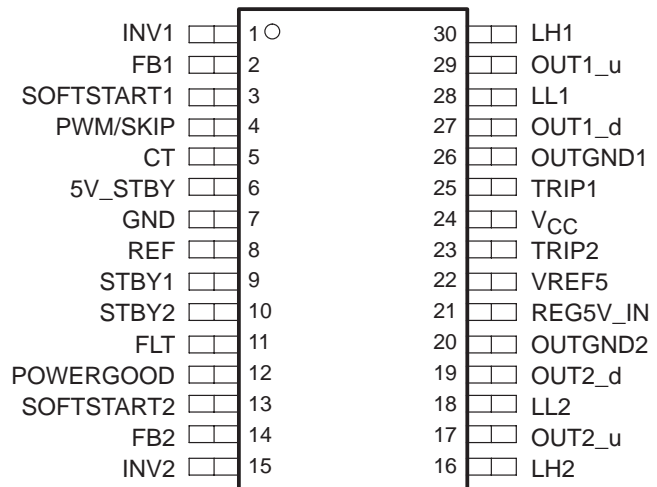 INV1 1 30 LH1
FB1 2 29 OUT1_u
SOFTSTART1 3 28 LL1
PWM/SKIP 4 27 OUT1_d
CT 5 26 OUTGND1
5V_STBY 6 25 TRIP1
GND 7 24 VCC
REF 8 23 TRIP2
STBY1 9 22 VREF5
STBY2 10 21 REG5V_IN
FLT 11 20 OUTGND2
POWERGOOD 12 19 OUT2_d
SOFTSTART2 13 18 LL2
FB2 14 17 OUT2_u
INV2 15 16 LH2